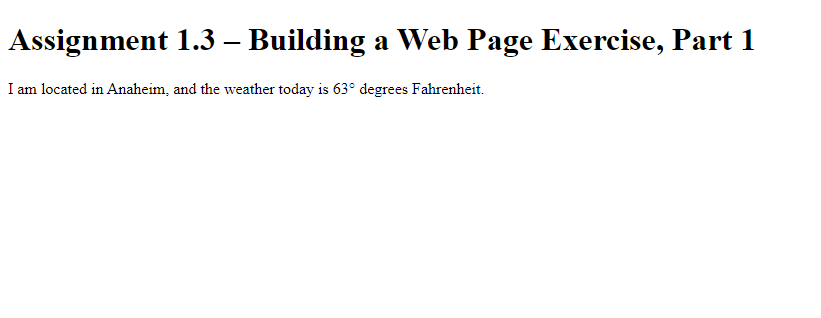 Assignment 1.3 – Building a Web Page Exercise, Part 1
I am located in Anaheim, and the weather today is 63° degrees Fahrenheit.